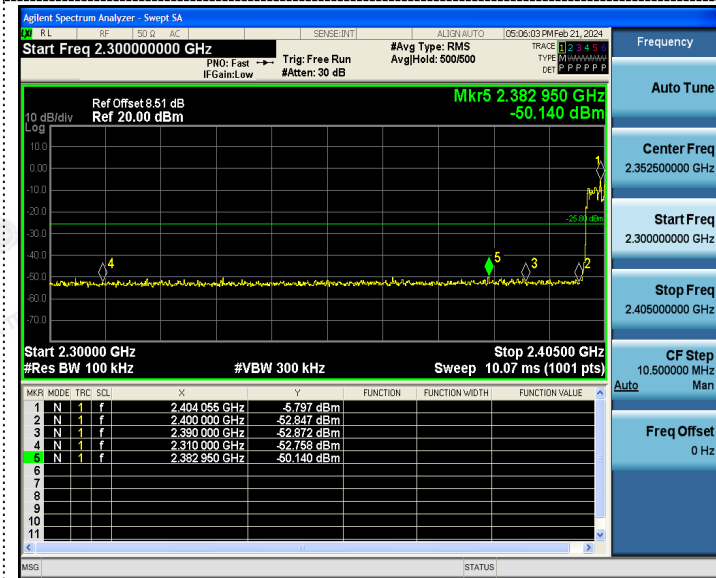 Agilent Spectrum Analyzer - Swept SA
LXI RL RF 50 Ω AC SENSE:INT ALIGN AUTO 05:06:03 PM Feb 21, 2024
Start Freq 2.300000000 GHz
PNO: Fast
IFGain:Low
Trig: Free Run
#Atten: 30 dB
#Avg Type: RMS
Avg|Hold: 500/500
TRACE 1 2 3 4 5 6
TYPE M
DET P P P P P P
Mkr5 2.382 950 GHz
-50.140 dBm
Ref Offset 8.51 dB
10 dB/div Ref 20.00 dBm
Log
10.0
0.00
-10.0
-20.0
-30.0
-40.0
-50.0
-60.0
-70.0
-25.80 dBm
1
4
5
3
2
Start 2.30000 GHz Stop 2.40500 GHz
#Res BW 100 kHz #VBW 300 kHz Sweep 10.07 ms (1001 pts)
MKR MODE TRC SCL X Y FUNCTION FUNCTION WIDTH FUNCTION VALUE
1 N 1 f 2.404 055 GHz -5.797 dBm
2 N 1 f 2.400 000 GHz -52.847 dBm
3 N 1 f 2.390 000 GHz -52.872 dBm
4 N 1 f 2.310 000 GHz -52.758 dBm
5 N 1 f 2.382 950 GHz -50.140 dBm
6
7
8
9
10
11
MSG STATUS
Frequency
Auto Tune
Center Freq
2.352500000 GHz
Start Freq
2.300000000 GHz
Stop Freq
2.405000000 GHz
CF Step
10.500000 MHz
Auto Man
Freq Offset
0 Hz